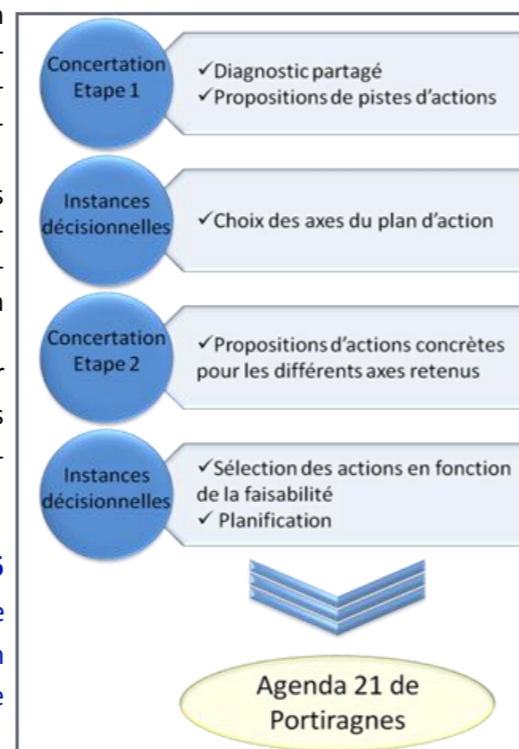 Concertation
Etape 1
✓Diagnostic partagé
✓Propositions de pistes d'actions
Instances
décisionnelles
✓Choix des axes du plan d'action
Concertation
Etape 2
✓Propositions d'actions concrètes
pour les différents axes retenus
Instances
décisionnelles
✓Sélection des actions en fonction
de la faisabilité
✓ Planification
Agenda 21 de
Portiragnes